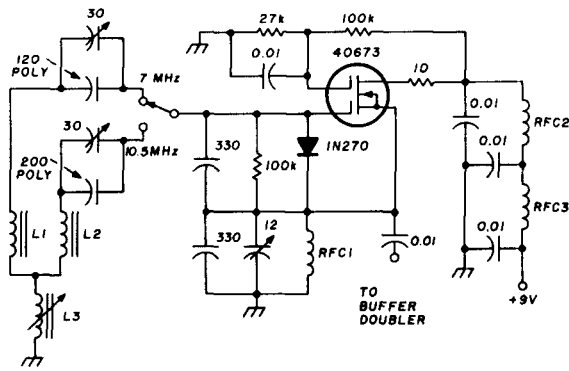 30
27k
100k
40673
120
POLY
0.01
10
7 MHz
30
10.5MHz
200
POLY
330
100k
1N270
0.01
0.01
RFC2
RFC3
L1
L2
330
12
RFC1
0.01
0.01
L3
TO
BUFFER
DOUBLER
+9V